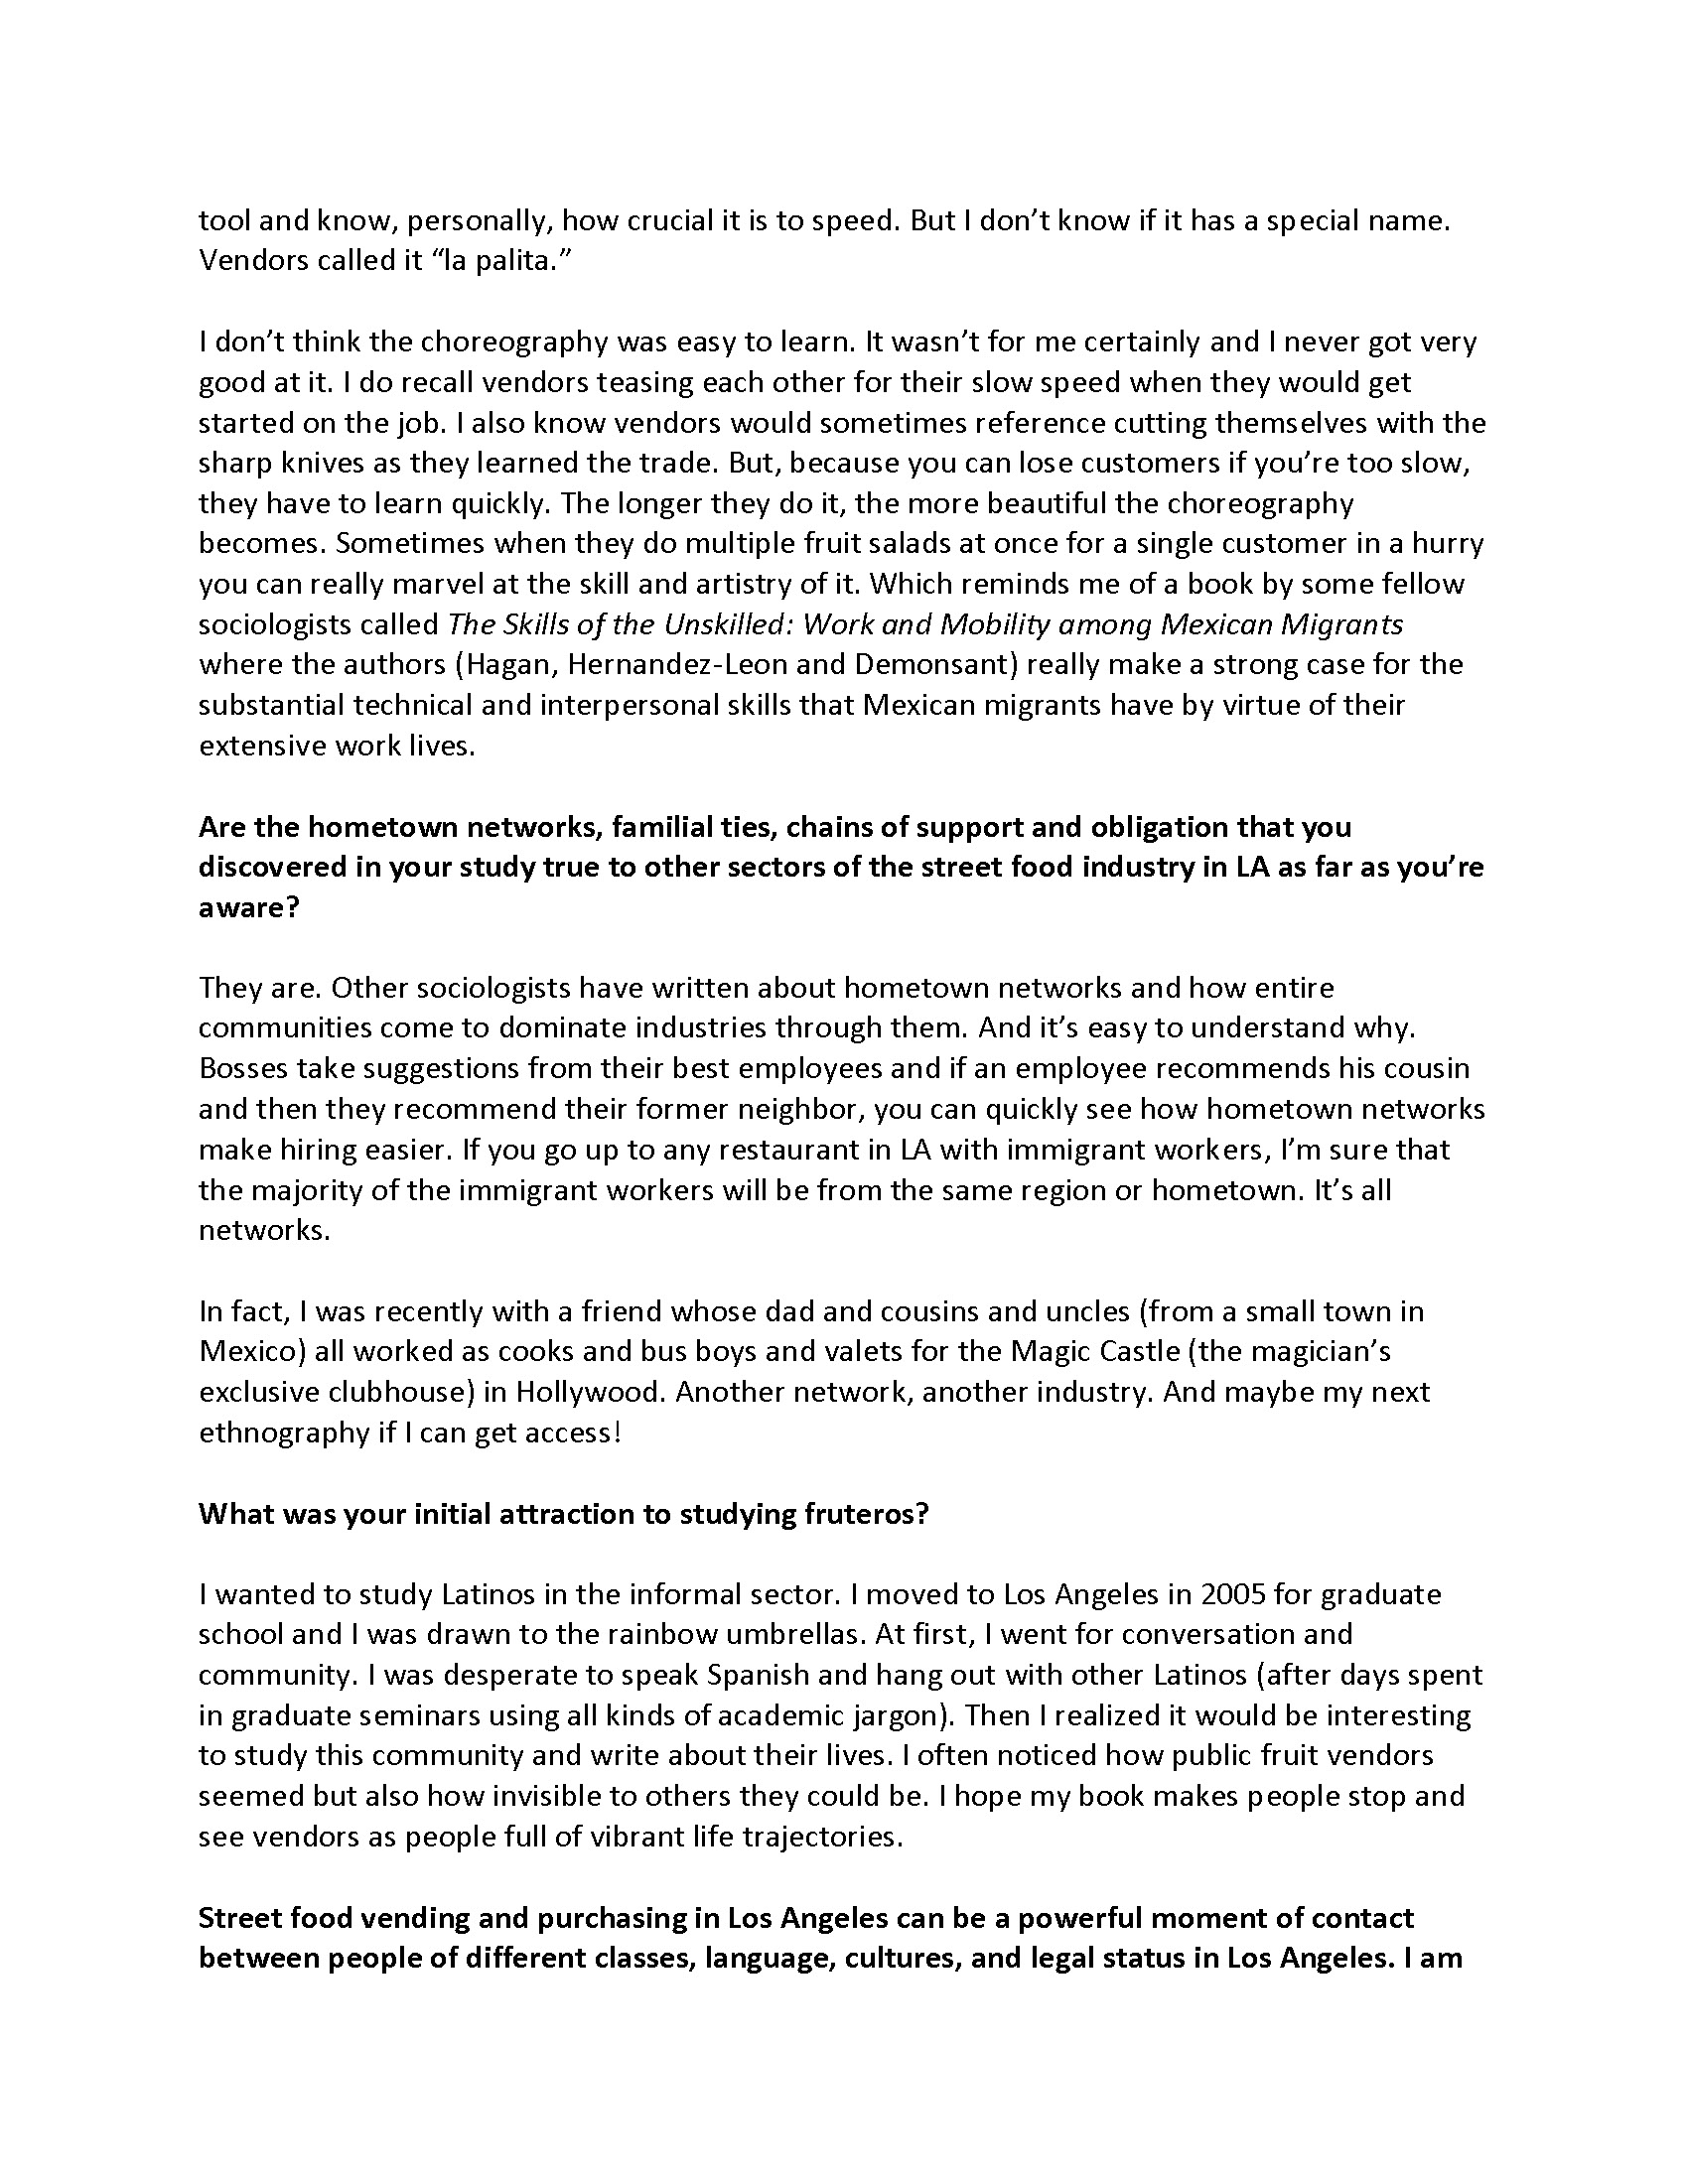 tool and know, personally, how crucial it is to speed. But I don’t know if it has a special name.
Vendors called it “la palita.”
I don’t think the choreography was easy to learn. It wasn’t for me certainly and I never got very
good at it. I do recall vendors teasing each other for their slow speed when they would get
started on the job. I also know vendors would sometimes reference cutting themselves with the
sharp knives as they learned the trade. But, because you can lose customers if you’re too slow,
they have to learn quickly. The longer they do it, the more beautiful the choreography
becomes. Sometimes when they do multiple fruit salads at once for a single customer in a hurry
you can really marvel at the skill and artistry of it. Which reminds me of a book by some fellow
sociologists called The Skills of the Unskilled: Work and Mobility among Mexican Migrants
where the authors (Hagan, Hernandez-Leon and Demonsant) really make a strong case for the
substantial technical and interpersonal skills that Mexican migrants have by virtue of their
extensive work lives.
Are the hometown networks, familial ties, chains of support and obligation that you
discovered in your study true to other sectors of the street food industry in LA as far as you’re
aware?
They are. Other sociologists have written about hometown networks and how entire
communities come to dominate industries through them. And it’s easy to understand why.
Bosses take suggestions from their best employees and if an employee recommends his cousin
and then they recommend their former neighbor, you can quickly see how hometown networks
make hiring easier. If you go up to any restaurant in LA with immigrant workers, I’m sure that
the majority of the immigrant workers will be from the same region or hometown. It’s all
networks.
In fact, I was recently with a friend whose dad and cousins and uncles (from a small town in
Mexico) all worked as cooks and bus boys and valets for the Magic Castle (the magician’s
exclusive clubhouse) in Hollywood. Another network, another industry. And maybe my next
ethnography if I can get access!
What was your initial attraction to studying fruteros?
I wanted to study Latinos in the informal sector. I moved to Los Angeles in 2005 for graduate
school and I was drawn to the rainbow umbrellas. At first, I went for conversation and
community. I was desperate to speak Spanish and hang out with other Latinos (after days spent
in graduate seminars using all kinds of academic jargon). Then I realized it would be interesting
to study this community and write about their lives. I often noticed how public fruit vendors
seemed but also how invisible to others they could be. I hope my book makes people stop and
see vendors as people full of vibrant life trajectories.
Street food vending and purchasing in Los Angeles can be a powerful moment of contact
between people of different classes, language, cultures, and legal status in Los Angeles. I am